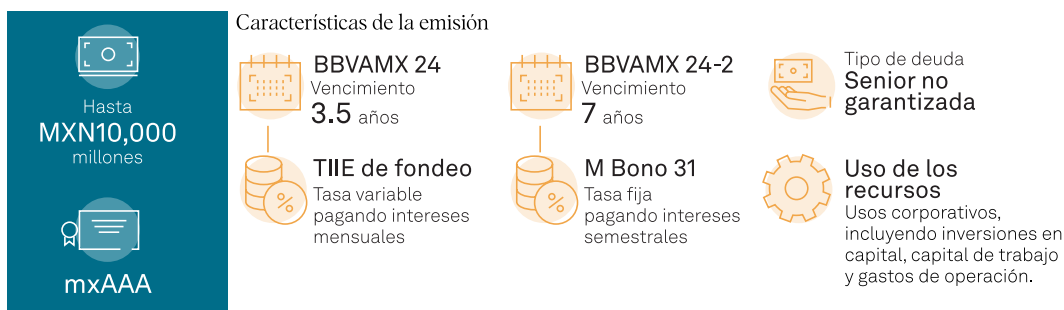 Hasta
MXN10,000
millones
mxAAA
Características de la emisión
BBVAMX 24
Vencimiento
3.5 años
TIIE de fondeo
Tasa variable
pagando intereses
mensuales
BBVAMX 24-2
Vencimiento
7 años
M Bono 31
Tasa fija
pagando intereses
semestrales
Tipo de deuda
Senior no
garantizada
Uso de los
recursos
Usos corporativos,
incluyendo inversiones en
capital, capital de trabajo
y gastos de operación.